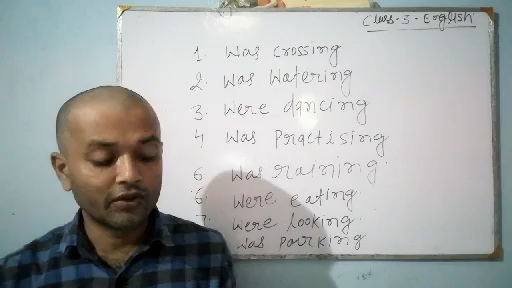 Class-5-English
1 Was Crossing
2. Was Watering
3. Were dancing
4 Was Practising
5 Was raining.
6. Were eating.
7. Were looking.
Was parking